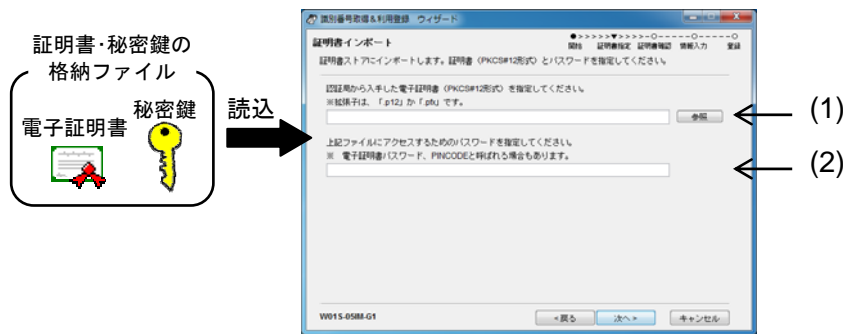 証明書・秘密鍵の
格納ファイル
電子証明書
秘密鍵
読込
識別番号取得&利用登録 ウィザード
証明書インポート
●>>>>>▼>>>>-○-----○-----○
開始 証明書指定 証明書確認 情報入力 登録
証明書ストアにインポートします。証明書（PKCS#12形式）とパスワードを指定してください。
認証局から入手した電子証明書（PKCS#12形式）を指定してください。
※拡張子は、「.p12」か「.pfx」です。
参照
(1)
上記ファイルにアクセスするためのパスワードを指定してください。
※ 電子証明書パスワード、PINCODEと呼ばれる場合もあります。
(2)
W01S-05IM-G1
<戻る
次へ>
キャンセル